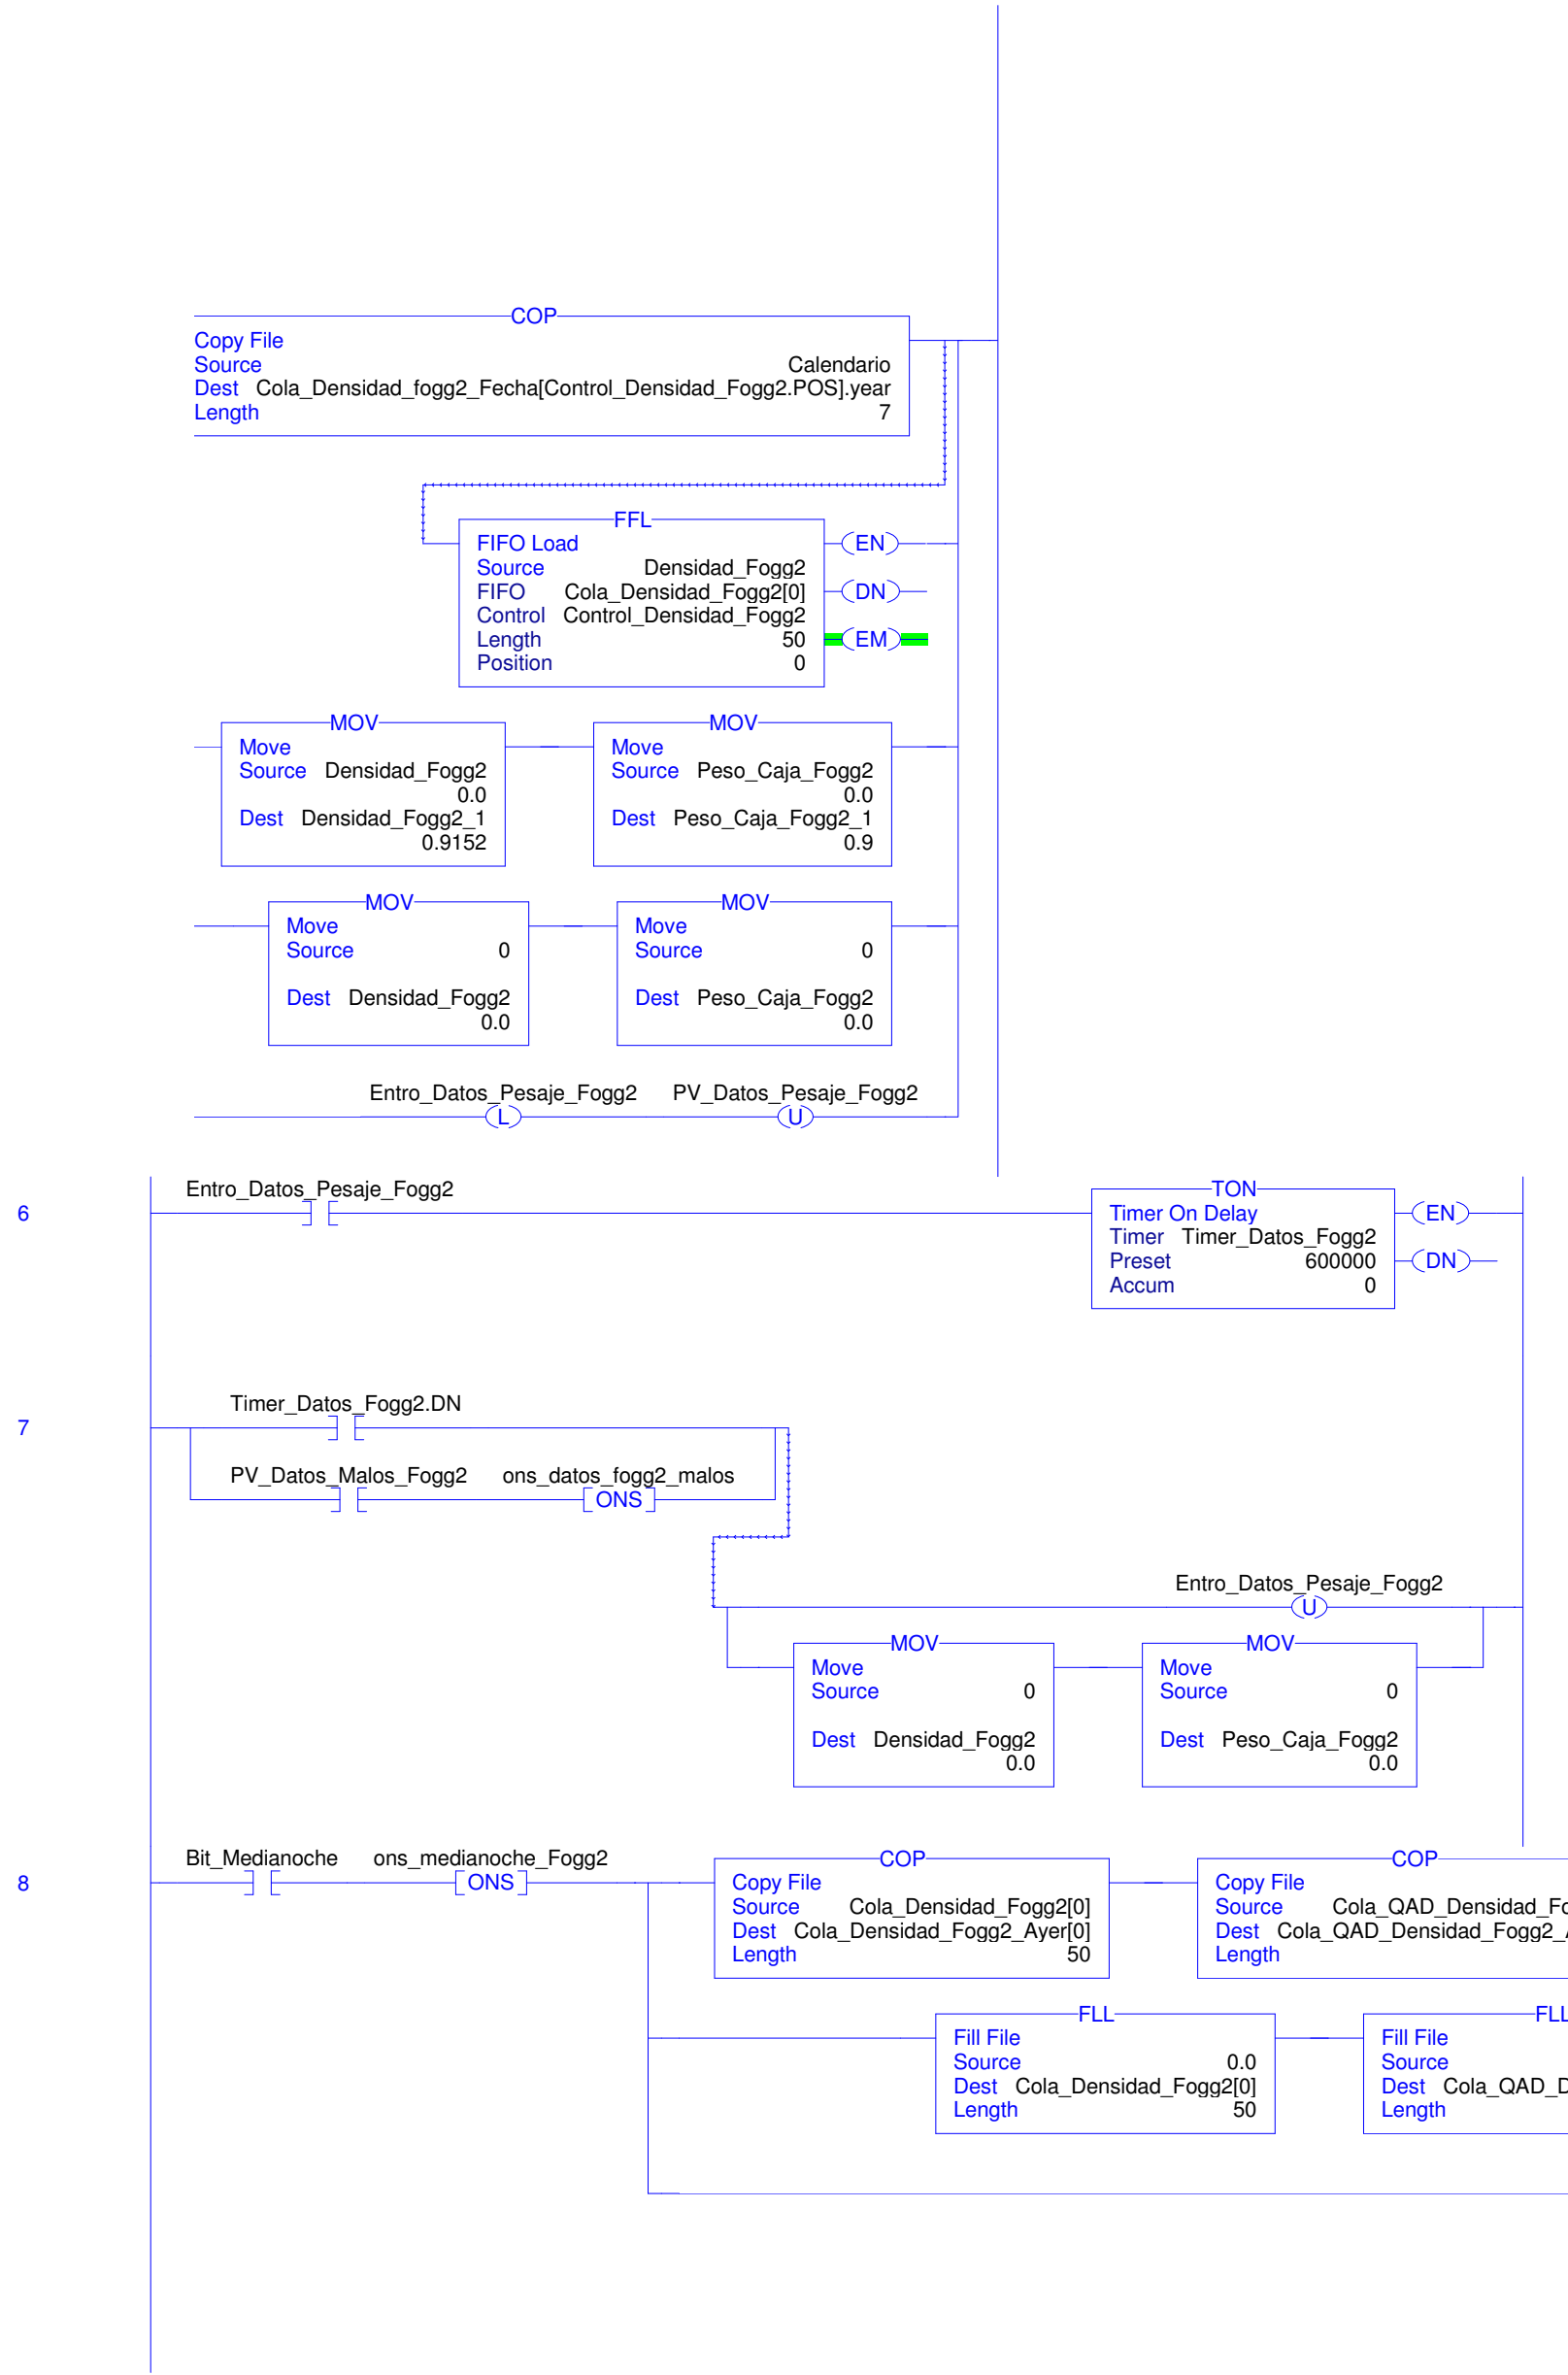 COP
Copy File
Source Calendario
Dest Cola_Densidad_fogg2_Fecha[Control_Densidad_Fogg2.POS].year
Length 7
FFL
FIFO Load
Source Densidad_Fogg2
FIFO Cola_Densidad_Fogg2[0]
Control Control_Densidad_Fogg2
Length 50
Position 0
EN
DN
EM
MOV
Move
Source Densidad_Fogg2
0.0
Dest Densidad_Fogg2_1
0.9152
MOV
Move
Source Peso_Caja_Fogg2
0.0
Dest Peso_Caja_Fogg2_1
0.9
MOV
Move
Source 0
Dest Densidad_Fogg2
0.0
MOV
Move
Source 0
Dest Peso_Caja_Fogg2
0.0
Entro_Datos_Pesaje_Fogg2 PV_Datos_Pesaje_Fogg2
L U
6
Entro_Datos_Pesaje_Fogg2
TON
Timer On Delay
Timer Timer_Datos_Fogg2
Preset 600000
Accum 0
EN
DN
7
Timer_Datos_Fogg2.DN
PV_Datos_Malos_Fogg2 ons_datos_fogg2_malos
ONS
Entro_Datos_Pesaje_Fogg2
U
MOV
Move
Source 0
Dest Densidad_Fogg2
0.0
MOV
Move
Source 0
Dest Peso_Caja_Fogg2
0.0
8
Bit_Medianoche ons_medianoche_Fogg2
ONS
COP
Copy File
Source Cola_Densidad_Fogg2[0]
Dest Cola_Densidad_Fogg2_Ayer[0]
Length 50
COP
Copy File
Source Cola_QAD_Densidad_Fo
Dest Cola_QAD_Densidad_Fogg2_A
Length
FLL
Fill File
Source 0.0
Dest Cola_Densidad_Fogg2[0]
Length 50
FLL
Fill File
Source
Dest Cola_QAD_D
Length